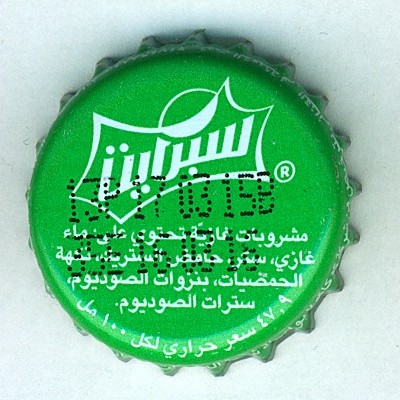 سبرايت
®
مشروبات غازية تحتوي على ماء
غازي، سكر، حامض الستريك، نكهة
الحمضيات، بنزوات الصوديوم،
سترات الصوديوم.
٤٧,٠٩ سعر حراري لكل ١٠٠ مل